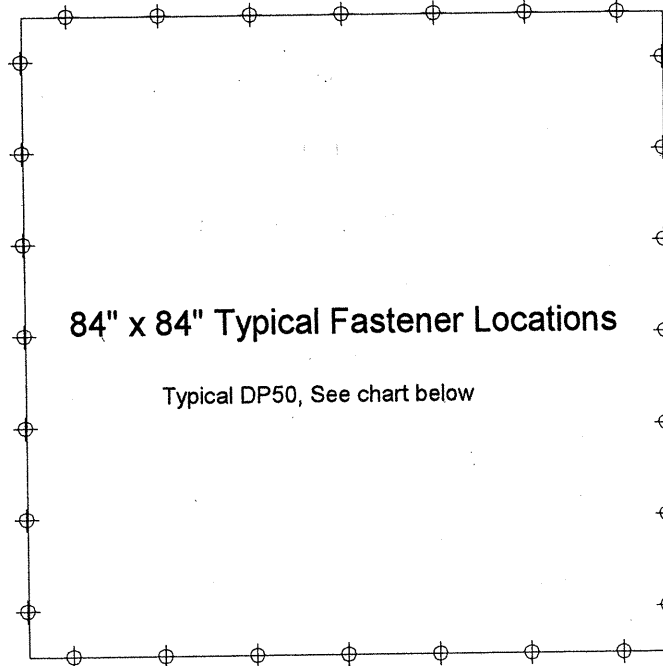 84" x 84" Typical Fastener Locations
Typical DP50, See chart below